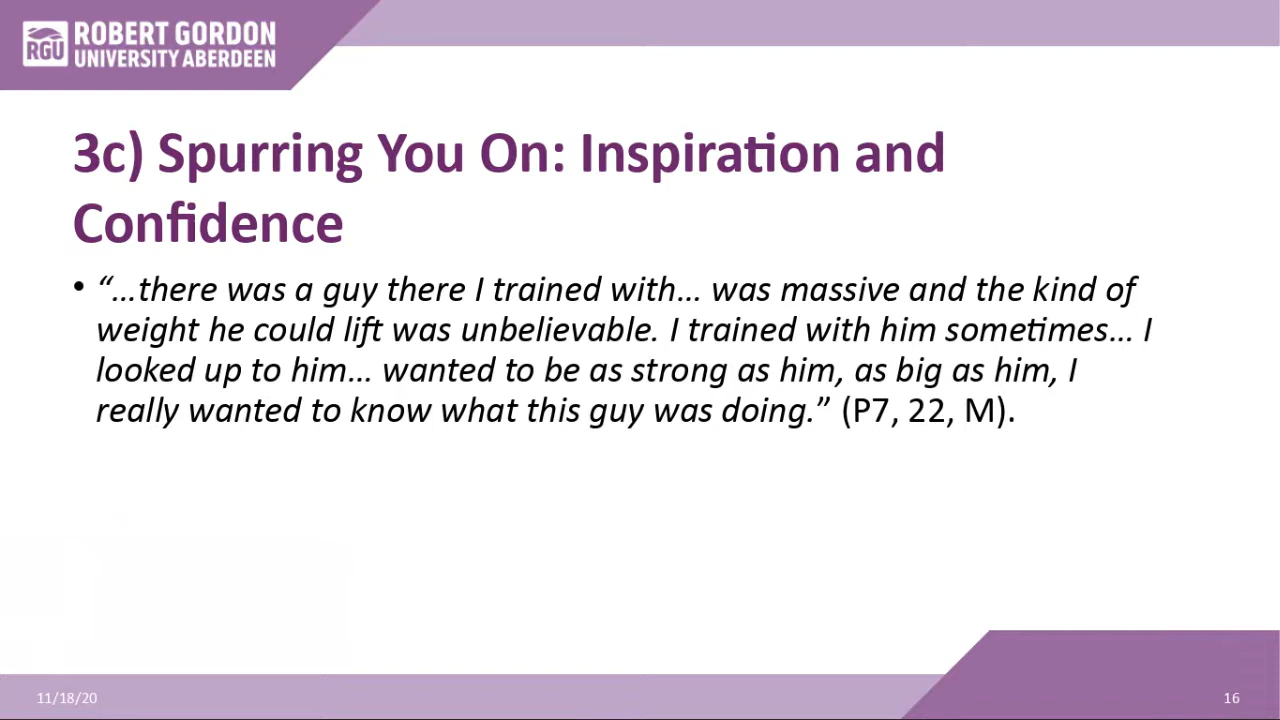 ROBERT GORDON
RGU
UNIVERSITY ABERDEEN
3c) Spurring You On: Inspiration and
Confidence
• “…there was a guy there I trained with… was massive and the kind of
weight he could lift was unbelievable. I trained with him sometimes… I
looked up to him… wanted to be as strong as him, as big as him, I
really wanted to know what this guy was doing.” (P7, 22, M).
11/18/20
16